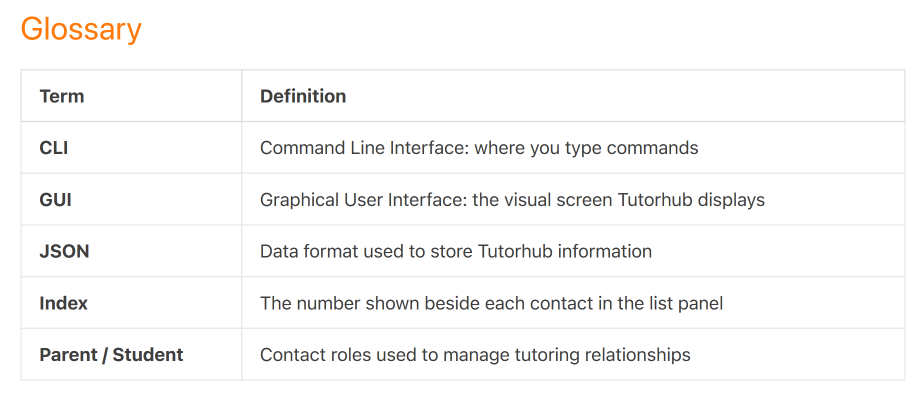 Glossary
Term Definition
CLI Command Line Interface: where you type commands
GUI Graphical User Interface: the visual screen Tutorhub displays
JSON Data format used to store Tutorhub information
Index The number shown beside each contact in the list panel
Parent / Student Contact roles used to manage tutoring relationships